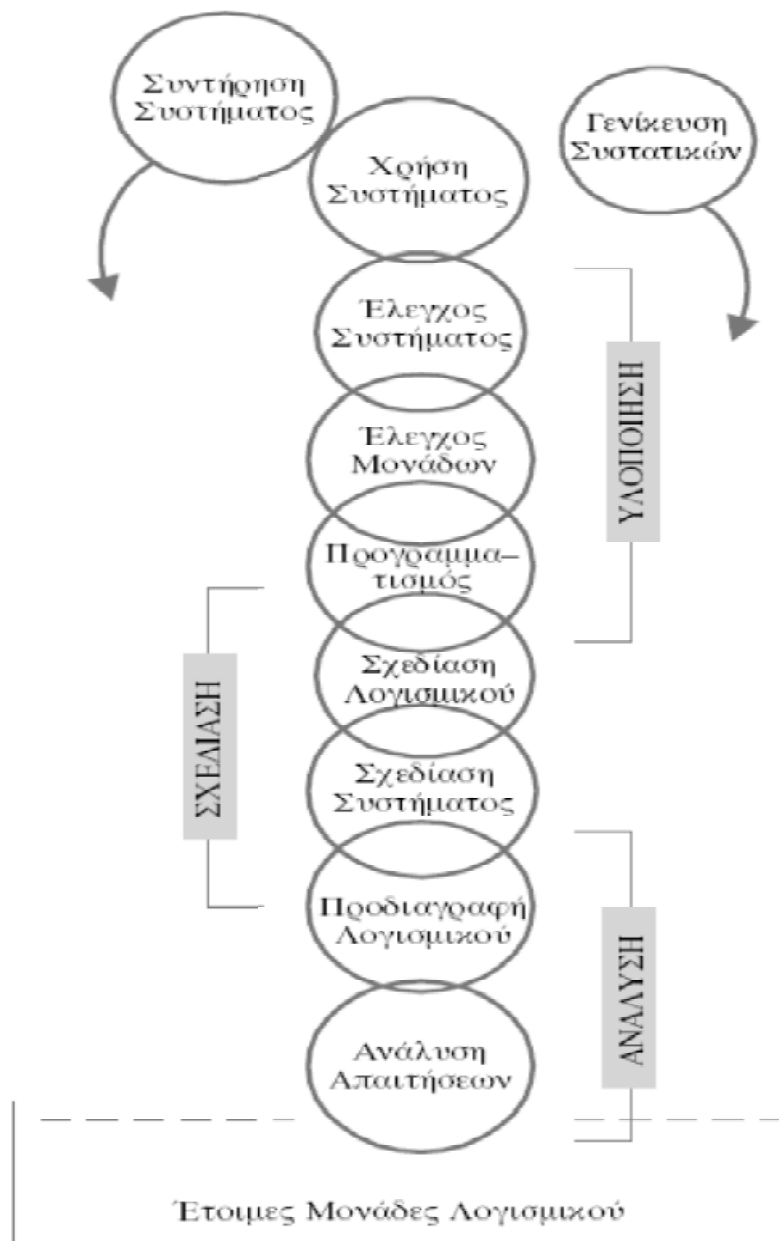 Συντήρηση
Συστήματος
Γενίκευση
Συστατικών
Χρήση
Συστήματος
Έλεγχος
Συστήματος
ΥΛΟΠΟΙΗΣΗ
Έλεγχος
Μονάδων
Προγραμμα–
τισμός
Σχεδίαση
Λογισμικού
ΣΧΕΔΙΑΣΗ
Σχεδίαση
Συστήματος
Προδιαγραφή
Λογισμικού
ΑΝΑΛΥΣΗ
Ανάλυση
Απαιτήσεων
Έτοιμες Μονάδες Λογισμικού